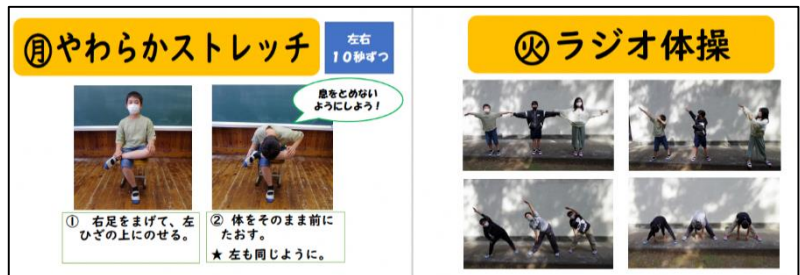 ㊊やわらかストレッチ
左右
10秒ずつ
息をとめない
ようにしよう！
① 右足をまげて、左
ひざの上にのせる。
② 体をそのまま前に
たおす。
★ 左も同じように。
㊋ラジオ体操